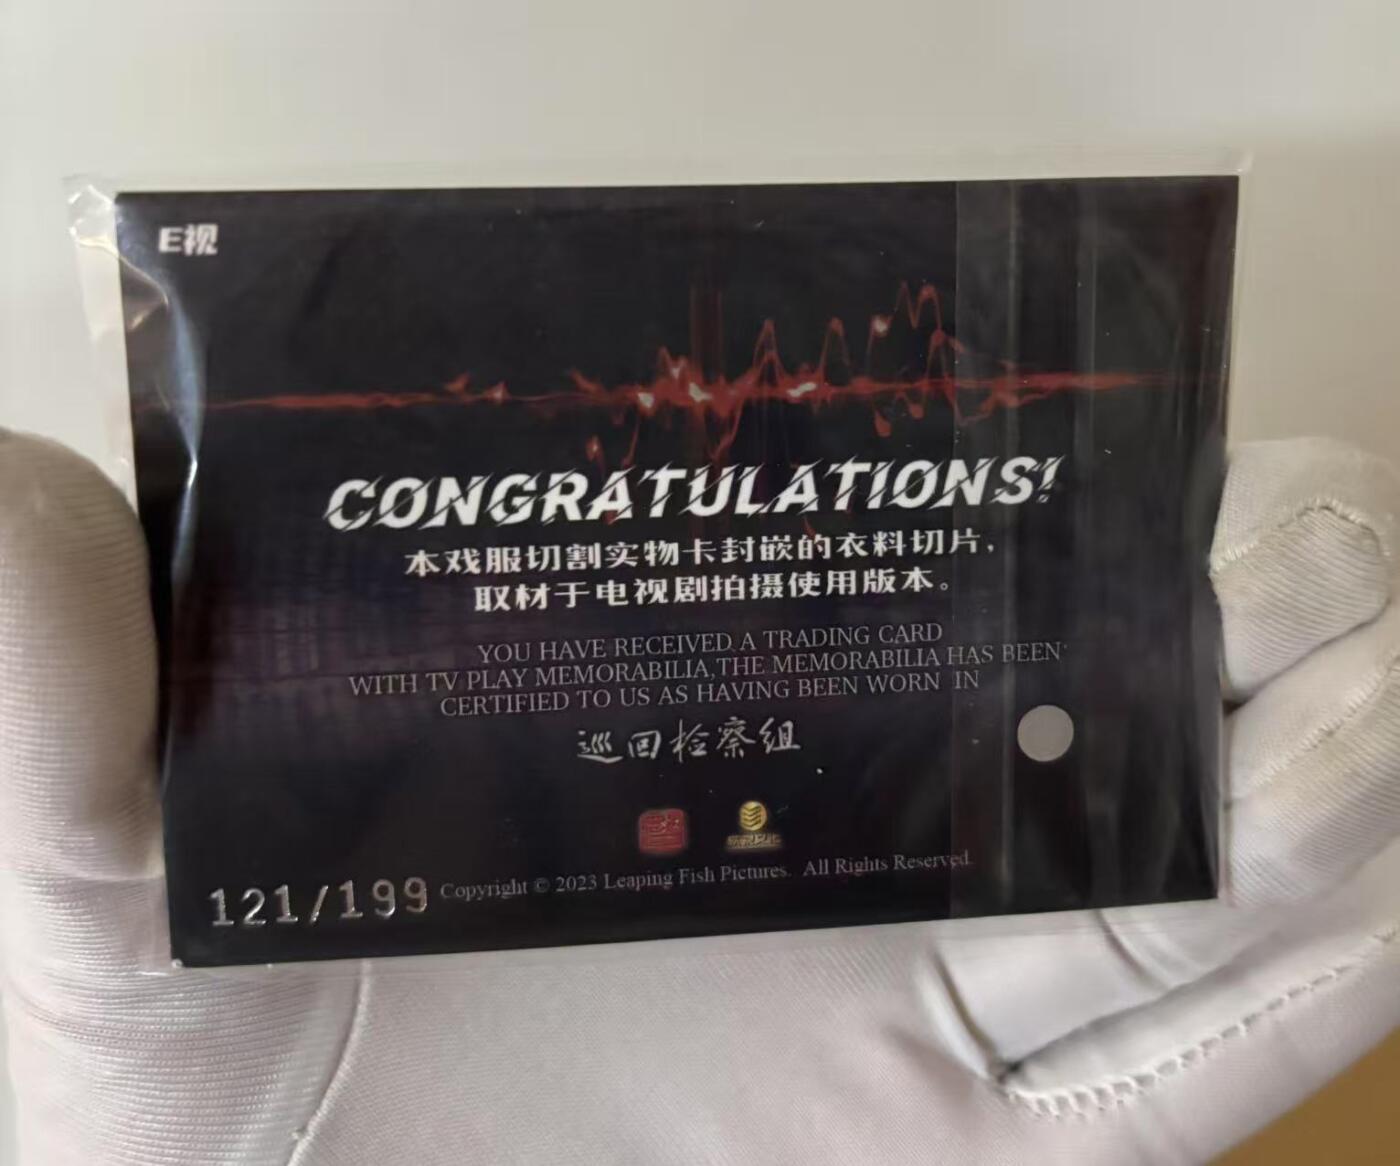 E视
CONGRATULATIONS!
本戏服切割实物卡封嵌的衣料切片，
取材于电视剧拍摄使用版本。
YOU HAVE RECEIVED A TRADING CARD
WITH TV PLAY MEMORABILIA,THE MEMORABILIA HAS BEEN
CERTIFIED TO US AS HAVING BEEN WORN IN
巡回检察组
121/199 Copyright © 2023 Leaping Fish Pictures. All Rights Reserved.